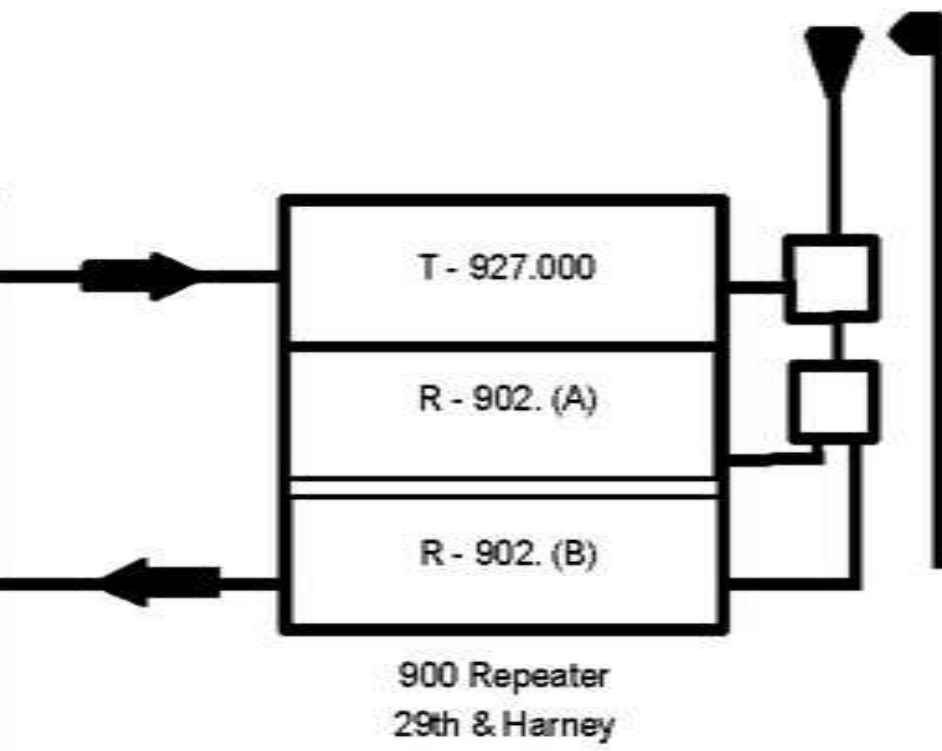 T - 927.000
R - 902. (A)
R - 902. (B)
900 Repeater
29th & Harney